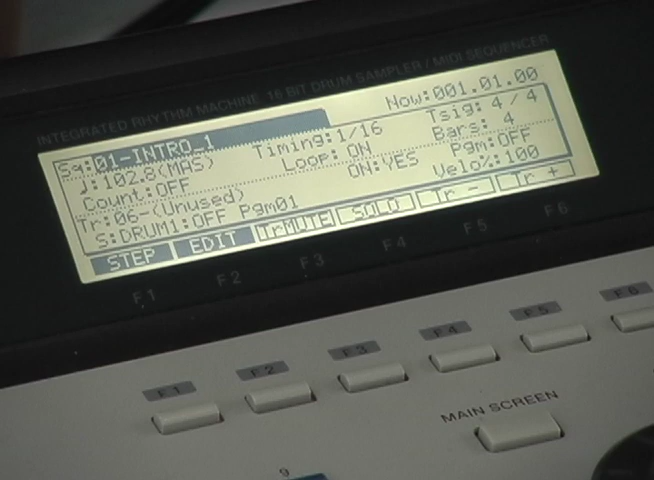 INTEGRATED RHYTHM MACHINE 16 BIT DRUM SAMPLER / MIDI SEQUENCER
Sq:01-INTRO_1 Now:001.01.00
♩:102.8(MAS) Timing:1/16 Tsig: 4/4
Count:OFF Loop: ON Bars: 4
Tr:06-(Unused) ON:YES Pgm:OFF
S:DRUM1:OFF Pgm01 Velo%:100
STEP EDIT TrMUTE SOLO Tr - Tr +
F1 F2 F3 F4 F5 F6
F1 F2 F3 F4 F5 F6
MAIN SCREEN
9